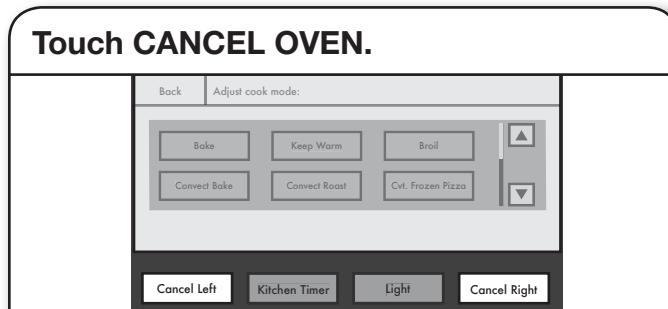 Touch CANCEL OVEN.
Back Adjust cook mode:
Bake Keep Warm Broil
Convect Bake Convect Roast Cvt. Frozen Pizza
Cancel Left Kitchen Timer Light Cancel Right